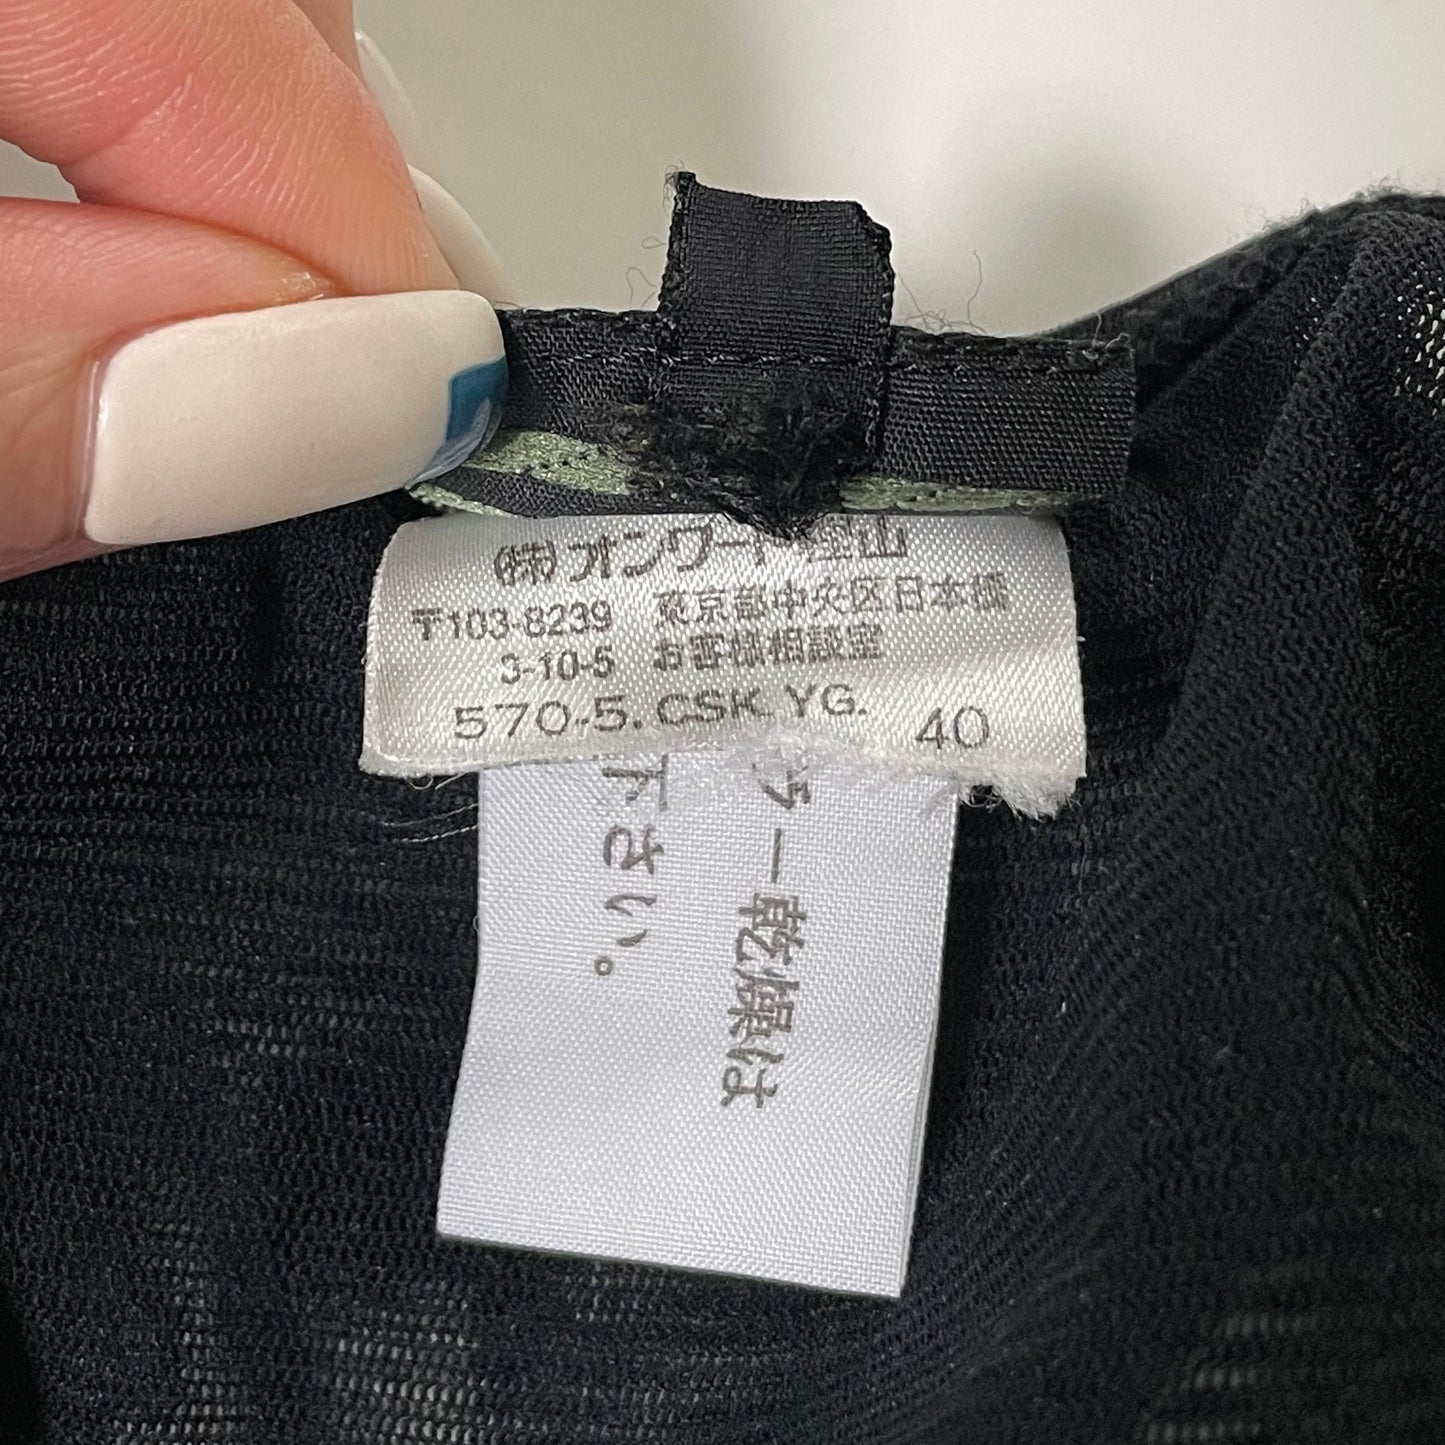 (株)オンワード樫山
〒103-8239 東京都中央区日本橋
3-10-5 お客様相談室
570-5. CSK. YG. 40
ラー乾燥は
下さい。